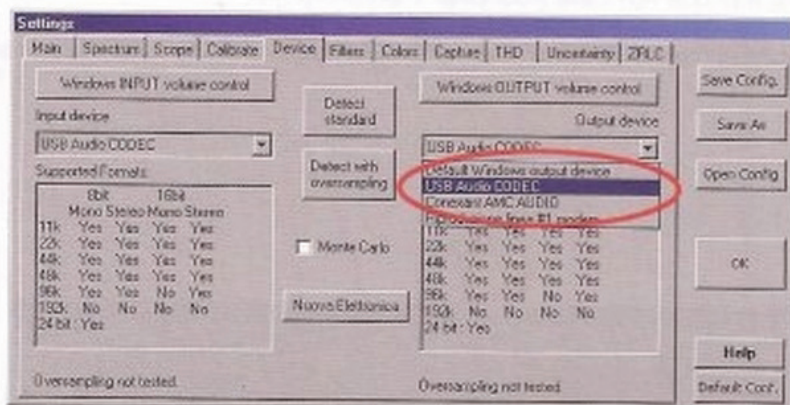 Settings
Main Spectrum Scope Calibrate Device Filters Colors Capture THD Uncertainty ZRLC
Windows INPUT volume control
Input device
USB Audio CODEC
Supported Formats
8bit 16bit
Mono Stereo Mono Stereo
11k Yes Yes Yes Yes
22k Yes Yes Yes Yes
44k Yes Yes Yes Yes
48k Yes Yes Yes Yes
96k Yes Yes No Yes
192k No No No No
24 bit : Yes
Oversampling not tested.
Detect standard
Detect with oversampling
Monte Carlo
Nuova Elettronica
Windows OUTPUT volume control
Output device
USB Audio CODEC
Default Windows output device
USB Audio CODEC
Conexant AMC AUDIO
linea #1 modem
11k Yes Yes Yes Yes
22k Yes Yes Yes Yes
44k Yes Yes Yes Yes
48k Yes Yes Yes Yes
96k Yes Yes No Yes
192k No No No No
24 bit : Yes
Oversampling not tested
Save Config.
Save As
Open Config
OK
Help
Default Conf.